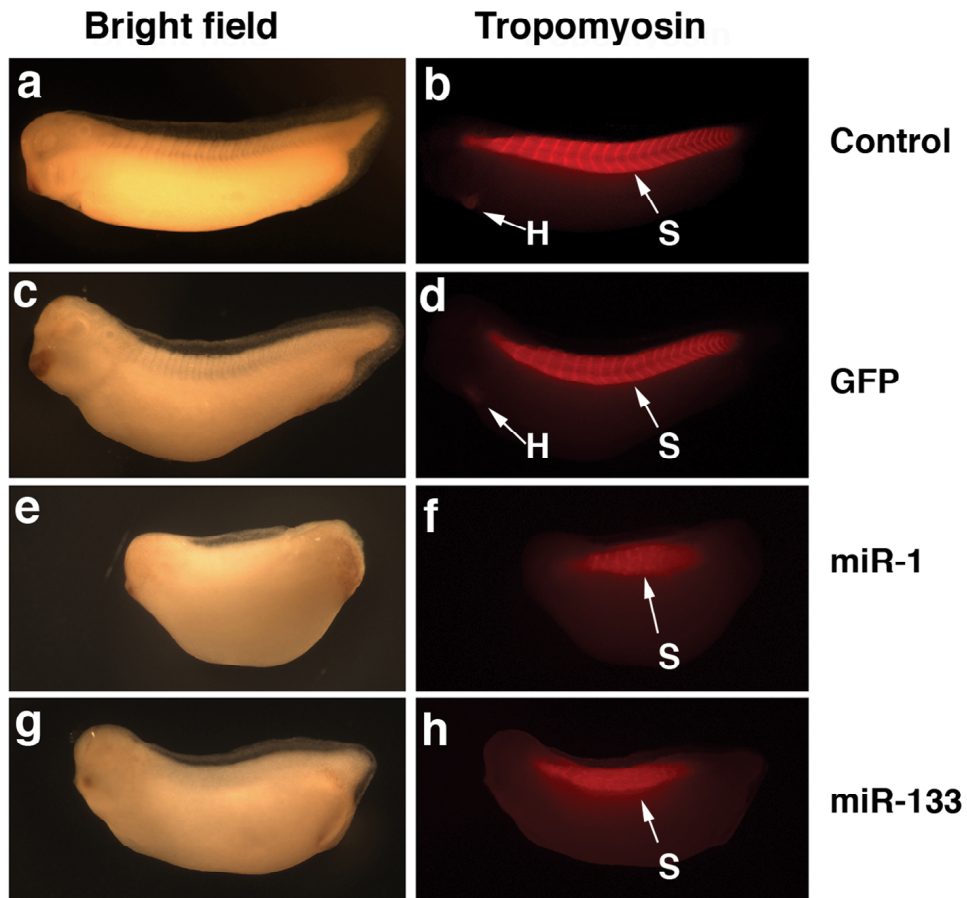 Bright field Tropomyosin
a b Control
H S
c d GFP
H S
e f miR-1
S
g h miR-133
S